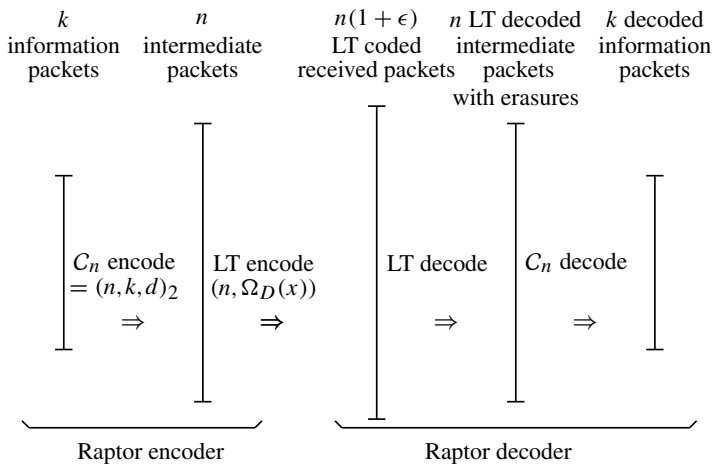 k
information
packets
n
intermediate
packets
n(1 + ϵ)
LT coded
received packets
n LT decoded
intermediate
packets
with erasures
k decoded
information
packets
C_n encode
= (n, k, d)_2
⇒
LT encode
(n, Ω_D(x))
⇒
LT decode
⇒
C_n decode
⇒
Raptor encoder
Raptor decoder